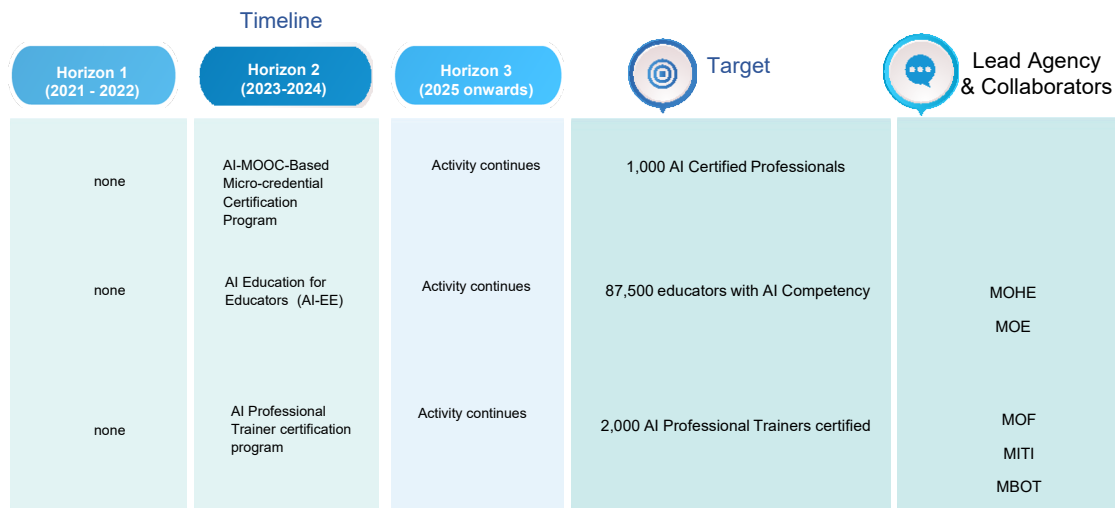 Timeline
Horizon 1
(2021 - 2022)
Horizon 2
(2023-2024)
Horizon 3
(2025 onwards)
Target
Lead Agency
& Collaborators
none
AI-MOOC-Based
Micro-credential
Certification
Program
Activity continues
1,000 AI Certified Professionals
none
AI Education for
Educators (AI-EE)
Activity continues
87,500 educators with AI Competency
MOHE
MOE
none
AI Professional
Trainer certification
program
Activity continues
2,000 AI Professional Trainers certified
MOF
MITI
MBOT